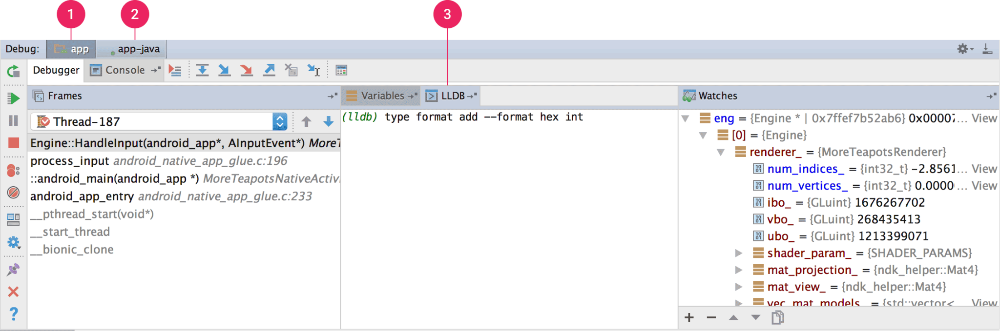 1 2 3
Debug: app app-java
Debugger Console
Frames Variables LLDB Watches
Thread-187
Engine::HandleInput(android_app*, AInputEvent*) MoreT
process_input android_native_app_glue.c:196
::android_main(android_app *) MoreTeapotsNativeActivi
android_app_entry android_native_app_glue.c:233
__pthread_start(void*)
__start_thread
__bionic_clone
(lldb) type format add --format hex int
eng = {Engine * | 0x7ffef7b52ab6} 0x00007... View
[0] = {Engine}
renderer_ = {MoreTeapotsRenderer}
num_indices_ = {int32_t} -2.8561... View
num_vertices_ = {int32_t} 0.0000... View
ibo_ = {GLuint} 1676267702
vbo_ = {GLuint} 268435413
ubo_ = {GLuint} 1213399071
shader_param_ = {SHADER_PARAMS}
mat_projection_ = {ndk_helper::Mat4}
mat_view_ = {ndk_helper::Mat4}
vec_mat_models_ = {std::vector< View